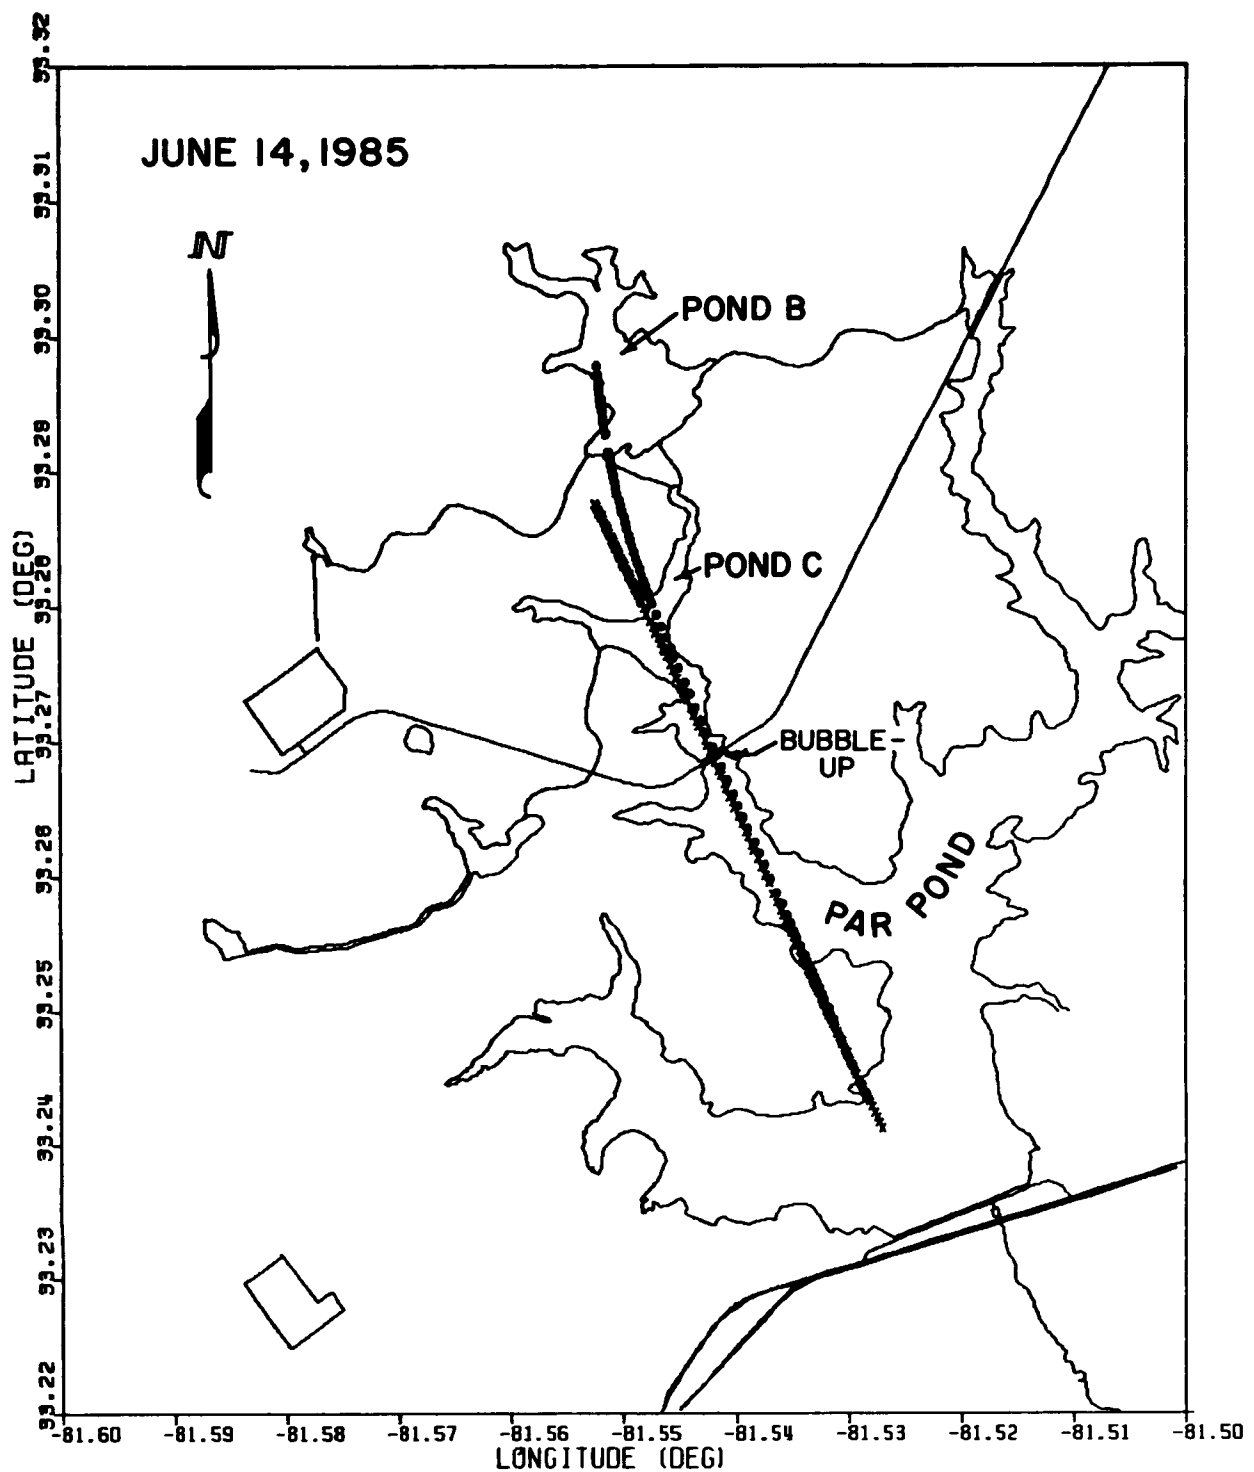 JUNE 14, 1985
N
POND B
POND C
BUBBLE-
UP
PAR POND
33.32
33.31
33.30
33.29
33.28
33.27
33.26
33.25
33.24
33.23
33.22
LATITUDE (DEG)
-81.60 -81.59 -81.58 -81.57 -81.56 -81.55 -81.54 -81.53 -81.52 -81.51 -81.50
LONGITUDE (DEG)